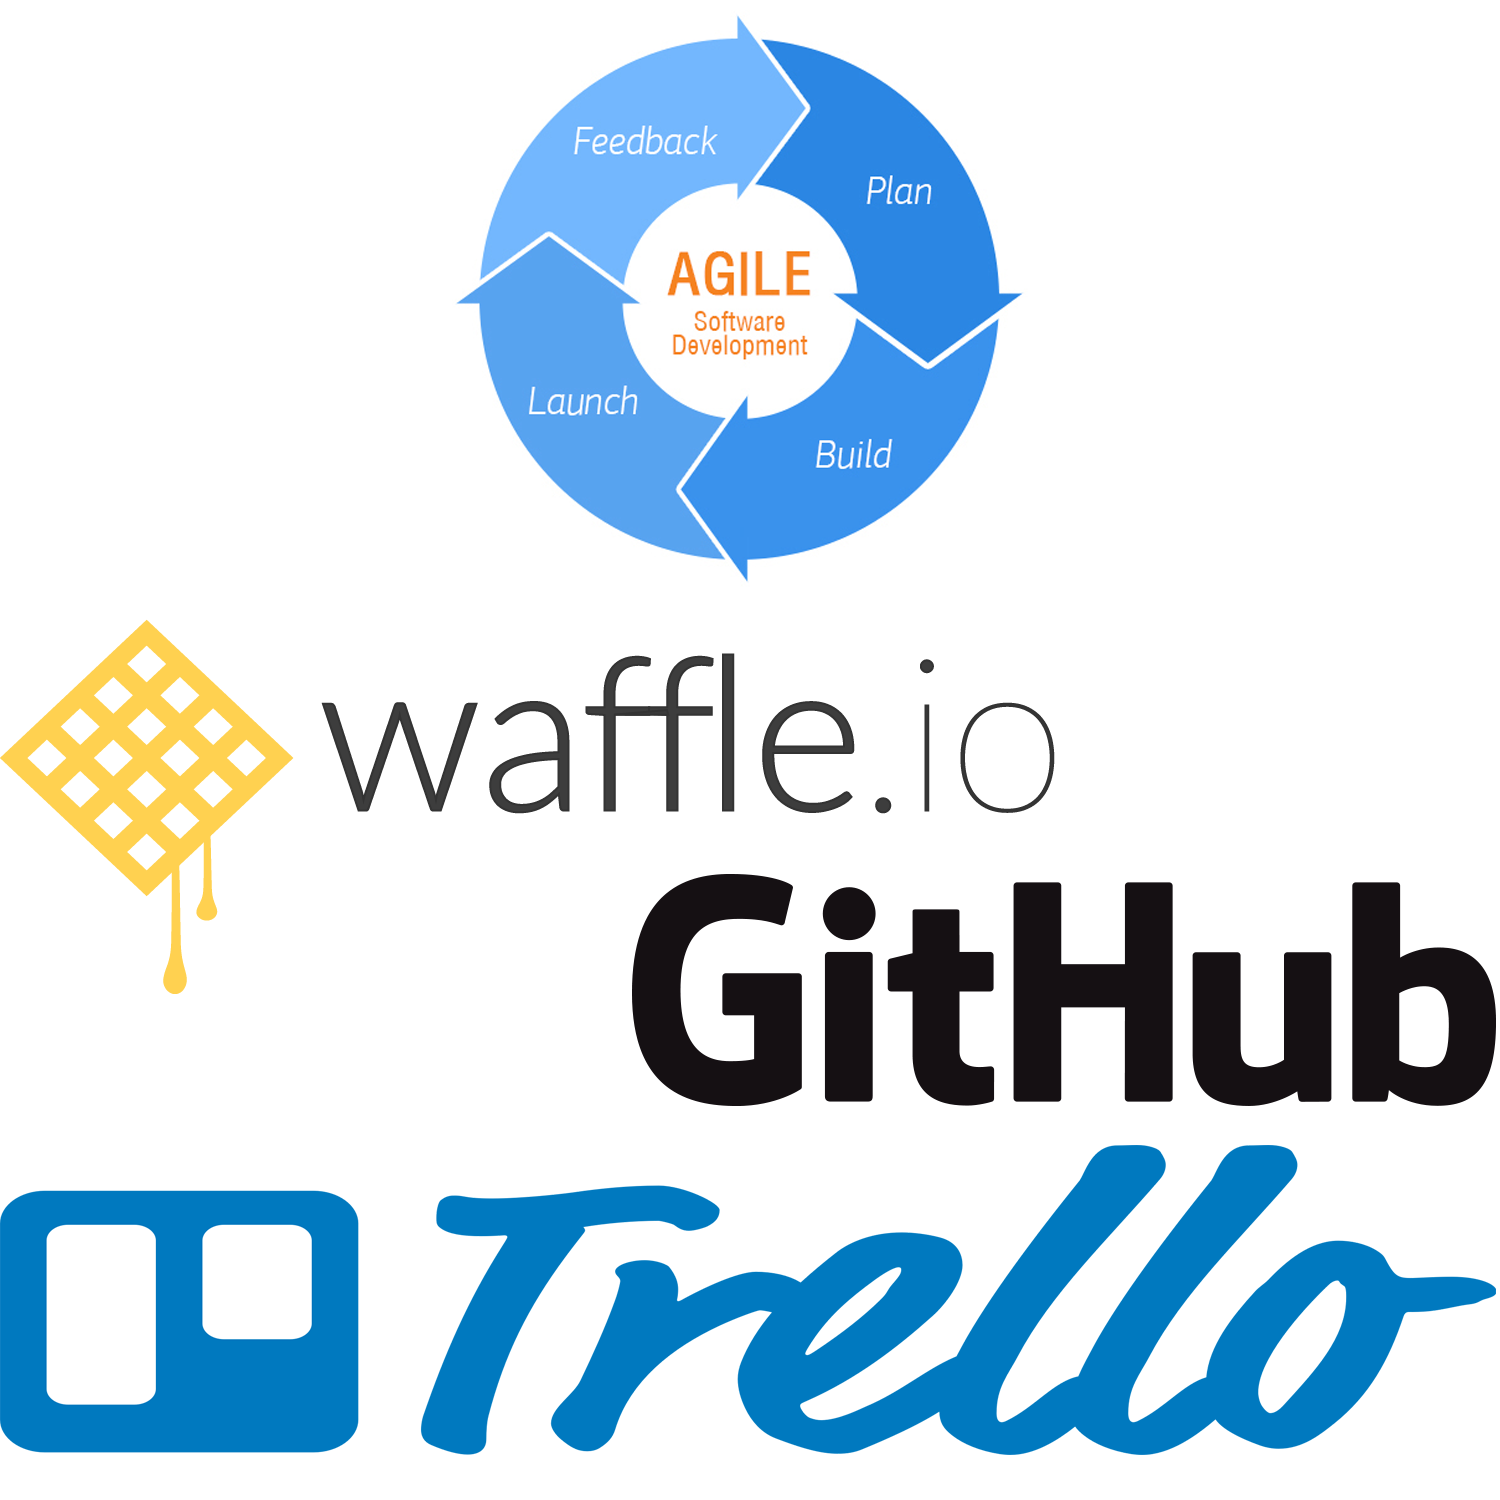 Feedback
Plan
AGILE
Software
Development
Launch
Build
waffle.io
GitHub
Trello